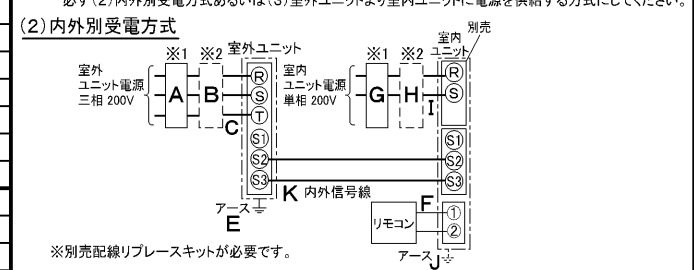 必ず(2)内外別受電方式あるいは(3)室外ユニットより室内ユニットに電源を供給する方式にしてください。
(2)内外別受電方式
※1 ※2 室外ユニット
室外
ユニット電源
三相 200V
A B C
R
S
T
S1
S2
S3
アース
E
※1 ※2 室内
ユニット
別売
室内
ユニット電源
単相 200V
G H I
R
S
S1
S2
S3
K 内外信号線
リモコン
F
①
②
アース
J
※別売配線リプレースキットが必要です。